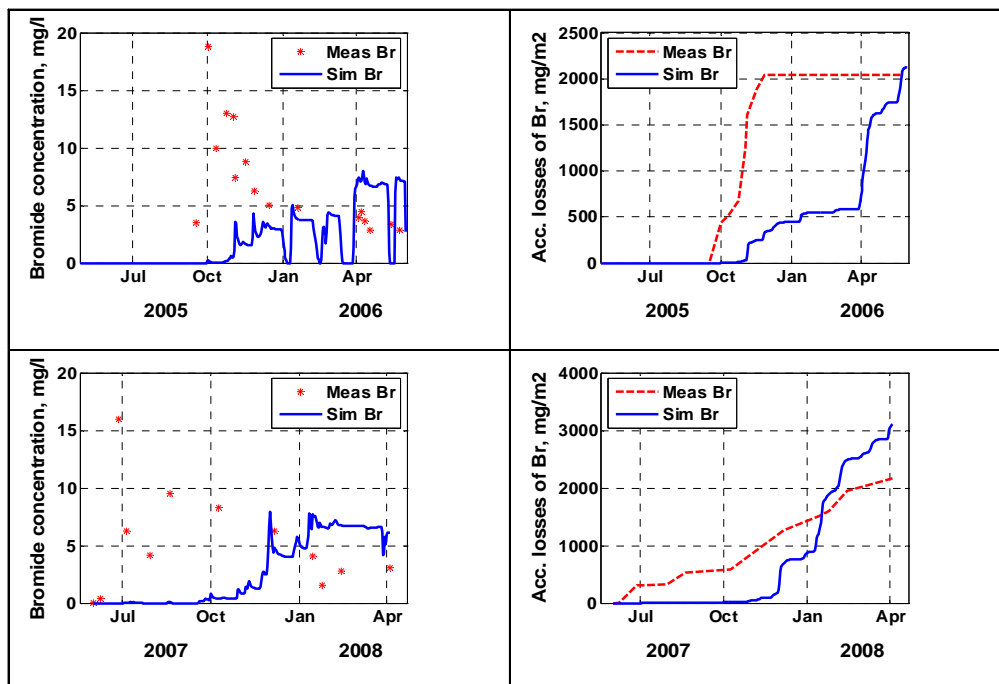 Bromide concentration, mg/l
20
15
10
5
0
Meas Br
Sim Br
Jul
Oct
Jan
Apr
2005
2006
Acc. losses of Br, mg/m2
2500
2000
1500
1000
500
0
Meas Br
Sim Br
Jul
Oct
Jan
Apr
2005
2006
Bromide concentration, mg/l
20
15
10
5
0
Meas Br
Sim Br
Jul
Oct
Jan
Apr
2007
2008
Acc. losses of Br, mg/m2
4000
3000
2000
1000
0
Meas Br
Sim Br
Jul
Oct
Jan
Apr
2007
2008